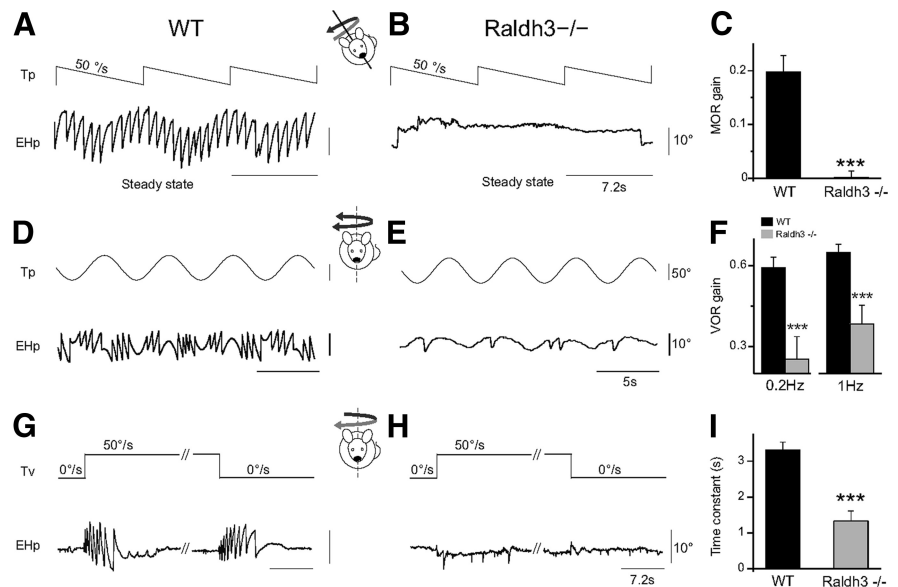 A WT B Raldh3−/− C
Tp 50 °/s 50 °/s
EHp 10°
Steady state Steady state 7.2s
MOR gain
0.2
0.1
0
***
WT Raldh3 -/-
D E F
Tp 50°
EHp 10°
5s
WT
Raldh3 -/-
VOR gain
0.6
0.3
*** ***
0.2Hz 1Hz
G H I
Tv 0°/s 50°/s // 0°/s 0°/s 50°/s // 0°/s
EHp // // 10°
7.2s
Time constant (s)
3
2
1
0
***
WT Raldh3 -/-